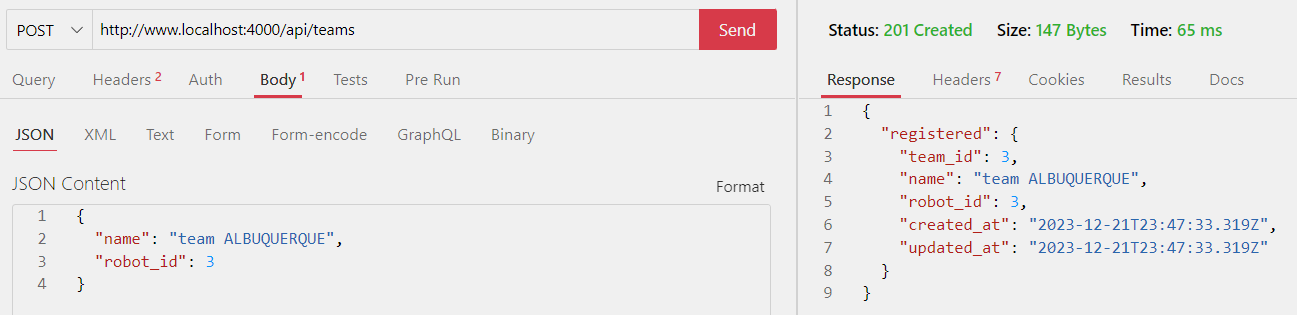 POST http://www.localhost:4000/api/teams Send
Query Headers 2 Auth Body 1 Tests Pre Run
JSON XML Text Form Form-encode GraphQL Binary
JSON Content Format
1 {
2 "name": "team ALBUQUERQUE",
3 "robot_id": 3
4 }
Status: 201 Created Size: 147 Bytes Time: 65 ms
Response Headers 7 Cookies Results Docs
1 {
2 "registered": {
3 "team_id": 3,
4 "name": "team ALBUQUERQUE",
5 "robot_id": 3,
6 "created_at": "2023-12-21T23:47:33.319Z",
7 "updated_at": "2023-12-21T23:47:33.319Z"
8 }
9 }